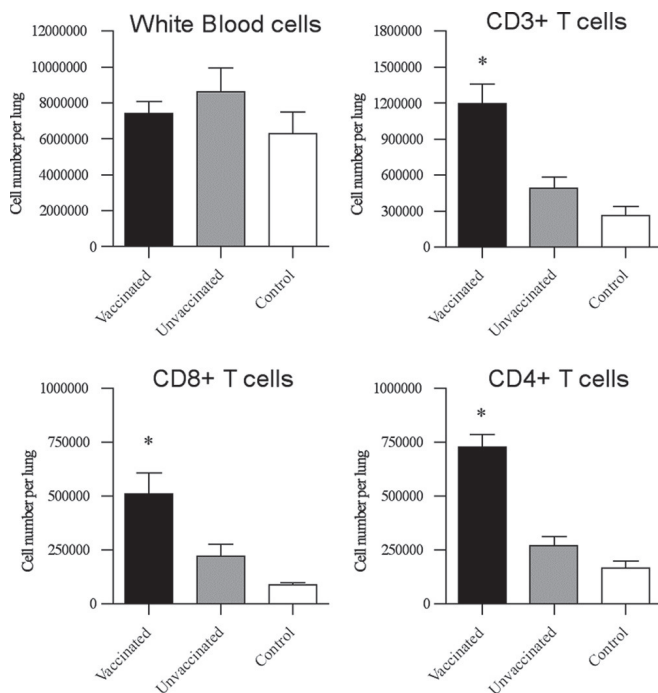 White Blood cells
Cell number per lung
12000000
10000000
8000000
6000000
4000000
2000000
0
Vaccinated
Unvaccinated
Control
CD3+ T cells
Cell number per lung
1800000
1500000
1200000
900000
600000
300000
0
*
Vaccinated
Unvaccinated
Control
CD8+ T cells
Cell number per lung
1000000
750000
500000
250000
0
*
Vaccinated
Unvaccinated
Control
CD4+ T cells
Cell number per lung
1000000
750000
500000
250000
0
*
Vaccinated
Unvaccinated
Control